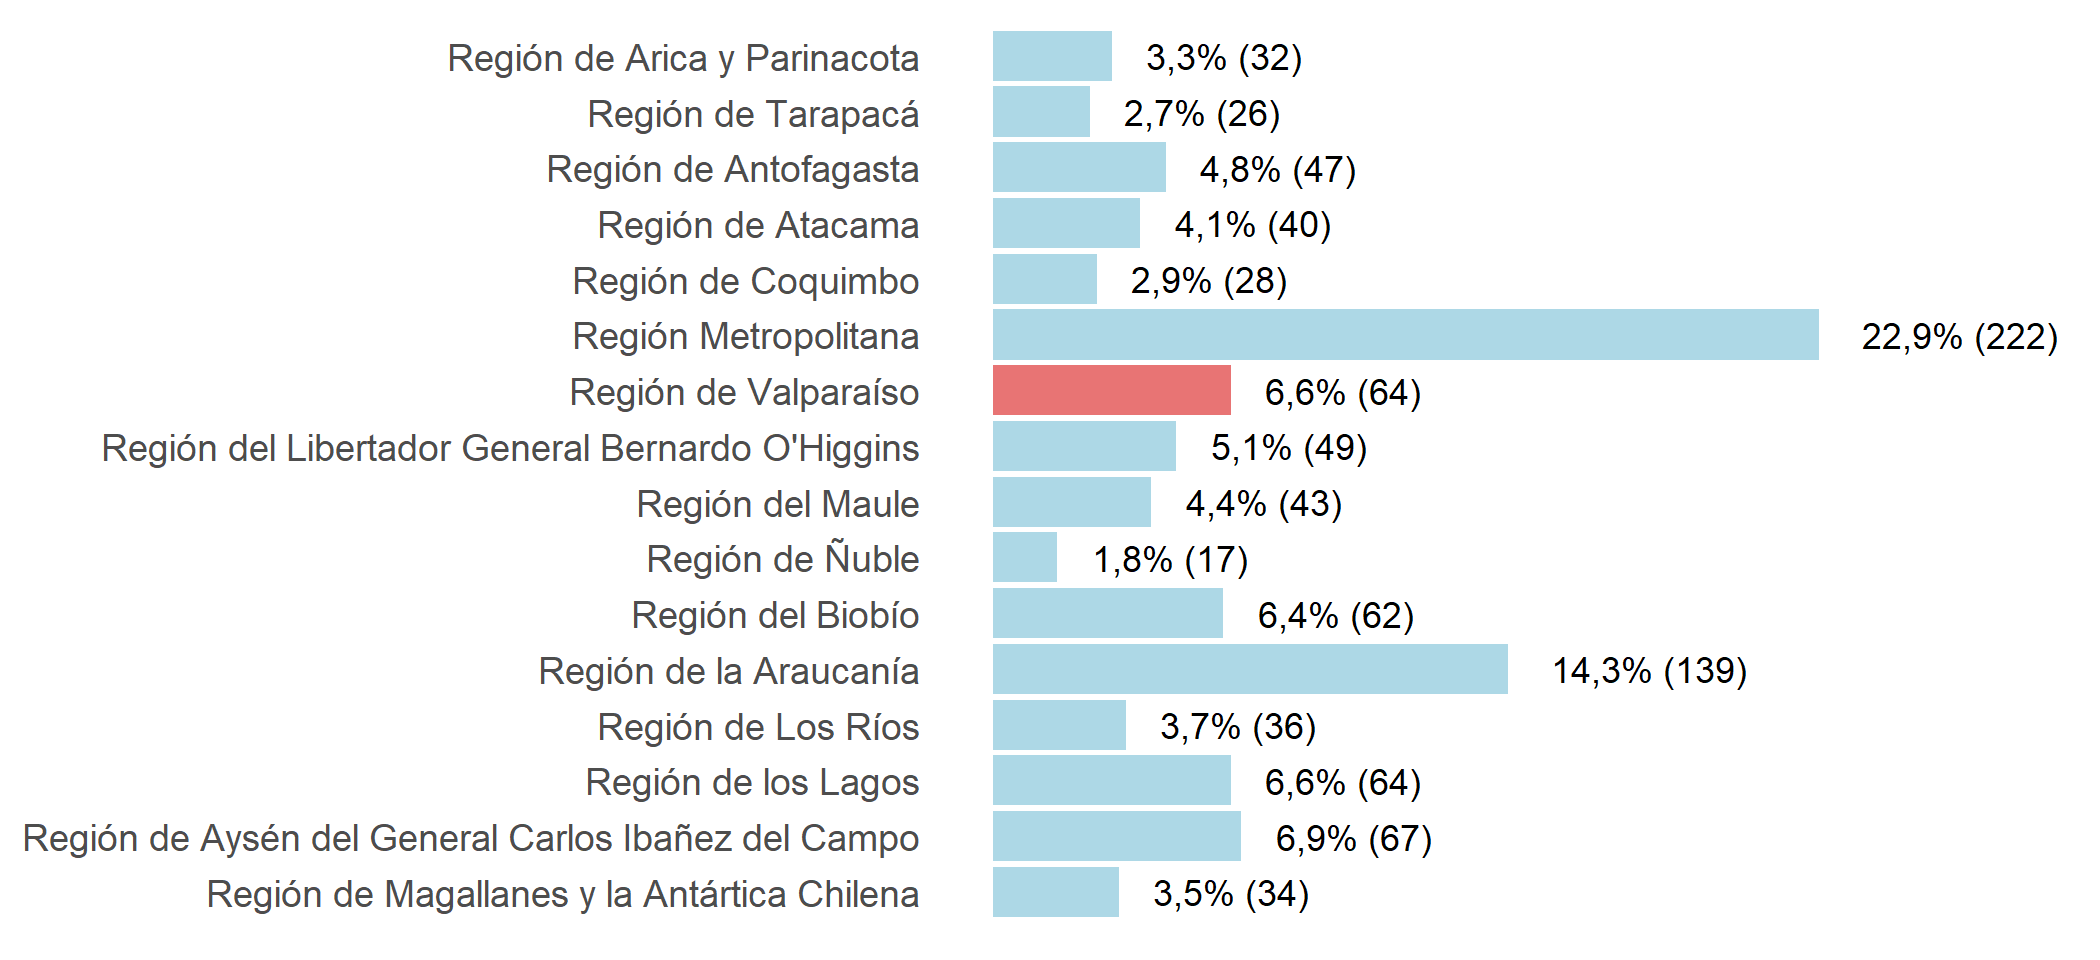 Región de Arica y Parinacota 3,3% (32)
Región de Tarapacá 2,7% (26)
Región de Antofagasta 4,8% (47)
Región de Atacama 4,1% (40)
Región de Coquimbo 2,9% (28)
Región Metropolitana 22,9% (222)
Región de Valparaíso 6,6% (64)
Región del Libertador General Bernardo O'Higgins 5,1% (49)
Región del Maule 4,4% (43)
Región de Ñuble 1,8% (17)
Región del Biobío 6,4% (62)
Región de la Araucanía 14,3% (139)
Región de Los Ríos 3,7% (36)
Región de los Lagos 6,6% (64)
Región de Aysén del General Carlos Ibañez del Campo 6,9% (67)
Región de Magallanes y la Antártica Chilena 3,5% (34)